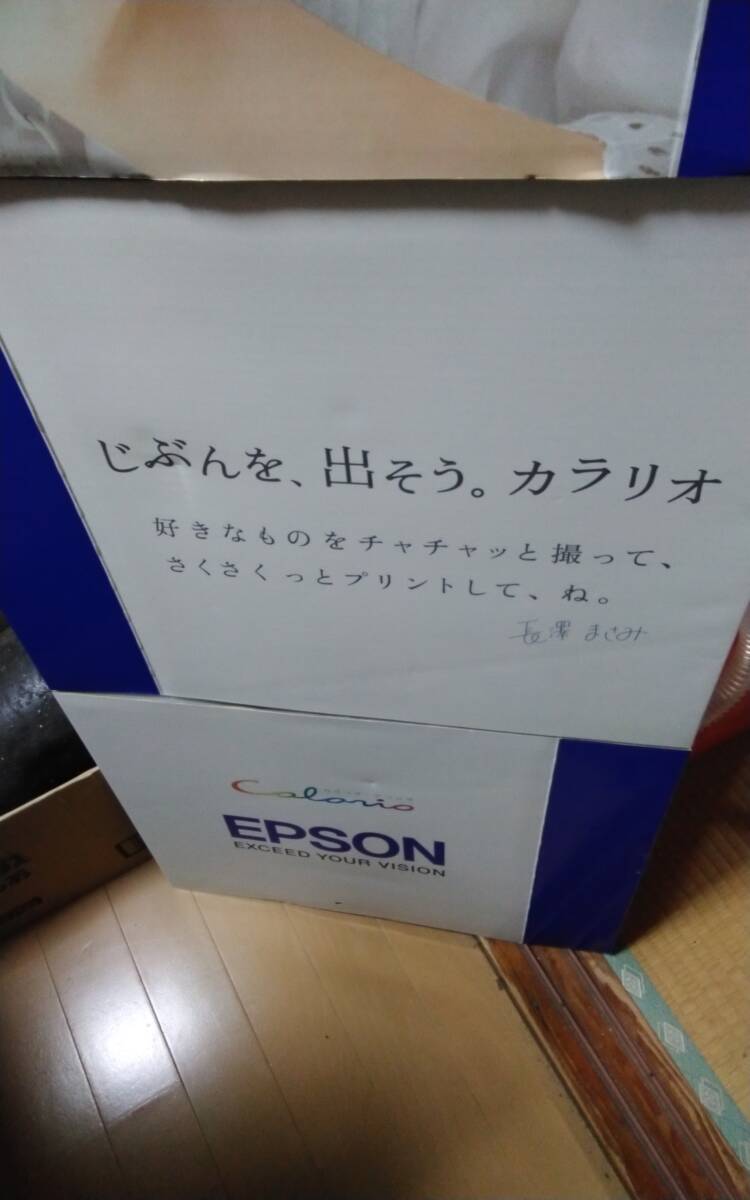 じぶんを、出そう。カラリオ
好きなものをチャチャッと撮って、
さくさくっとプリントして、ね。
長澤 まさみ
Colorio
EPSON
EXCEED YOUR VISION